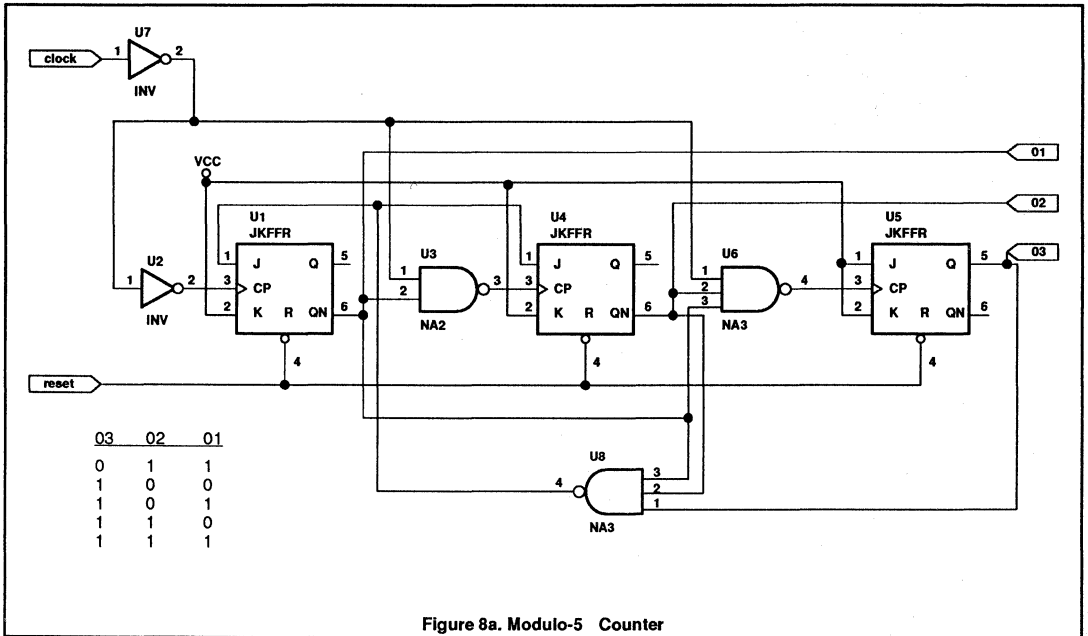 U7
clock 1 2
INV
01
VCC
02
U1
JKFFR
U4
JKFFR
U5
JKFFR
03
1 J Q 5
U2
1 2 3 CP
INV
2 K R QN 6
4
U3
1
2
3
NA2
1 J Q 5
3 CP
2 K R QN 6
4
U6
1
2
3
4
NA3
1 J Q 5
3 CP
2 K R QN 6
4
reset
03 02 01
0 1 1
1 0 0
1 0 1
1 1 0
1 1 1
U8
4
3
2
1
NA3
Figure 8a. Modulo-5 Counter